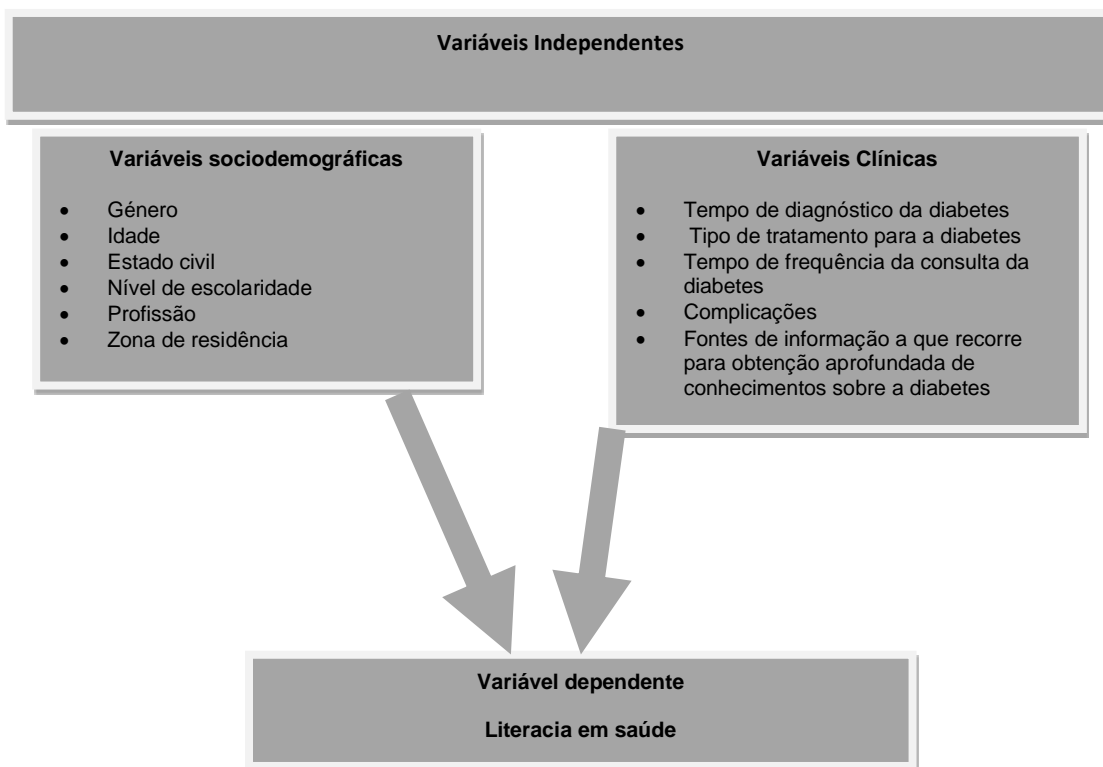 Variáveis Independentes
Variáveis sociodemográficas
• Género
• Idade
• Estado civil
• Nível de escolaridade
• Profissão
• Zona de residência
Variáveis Clínicas
• Tempo de diagnóstico da diabetes
• Tipo de tratamento para a diabetes
• Tempo de frequência da consulta da
diabetes
• Complicações
• Fontes de informação a que recorre
para obtenção aprofundada de
conhecimentos sobre a diabetes
Variável dependente
Literacia em saúde